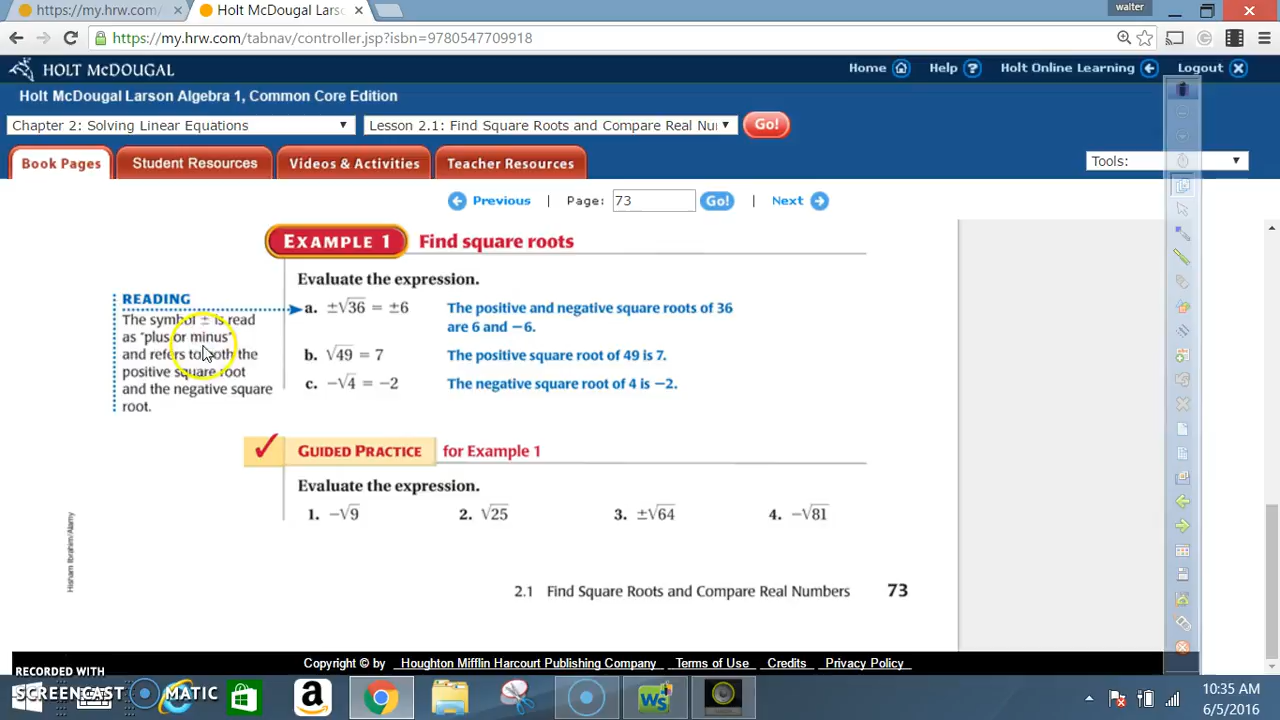 https://my.hrw.com/tabnav/ ×
Holt McDougal Lars ×
walter
https://my.hrw.com/tabnav/controller.jsp?isbn=9780547709918
HOLT McDOUGAL
Home
Help ?
Holt Online Learning
Logout
Holt McDougal Larson Algebra 1, Common Core Edition
Chapter 2: Solving Linear Equations
Lesson 2.1: Find Square Roots and Compare Real Nu
Go!
Book Pages
Student Resources
Videos & Activities
Teacher Resources
Tools:
Previous | Page: 73 Go! | Next
EXAMPLE 1 Find square roots
Evaluate the expression.
READING
The symbol ± is read
as "plus or minus"
and refers to both the
positive square root
and the negative square
root.
a. ±√36 = ±6 The positive and negative square roots of 36
are 6 and −6.
b. √49 = 7 The positive square root of 49 is 7.
c. −√4 = −2 The negative square root of 4 is −2.
GUIDED PRACTICE for Example 1
Evaluate the expression.
1. −√9 2. √25 3. ±√64 4. −√81
Hisham Ibrahim/Alamy
2.1 Find Square Roots and Compare Real Numbers 73
Copyright © by Houghton Mifflin Harcourt Publishing Company | Terms of Use | Credits | Privacy Policy
RECORDED WITH
SCREENCAST MATIC
WS
10:35 AM
6/5/2016